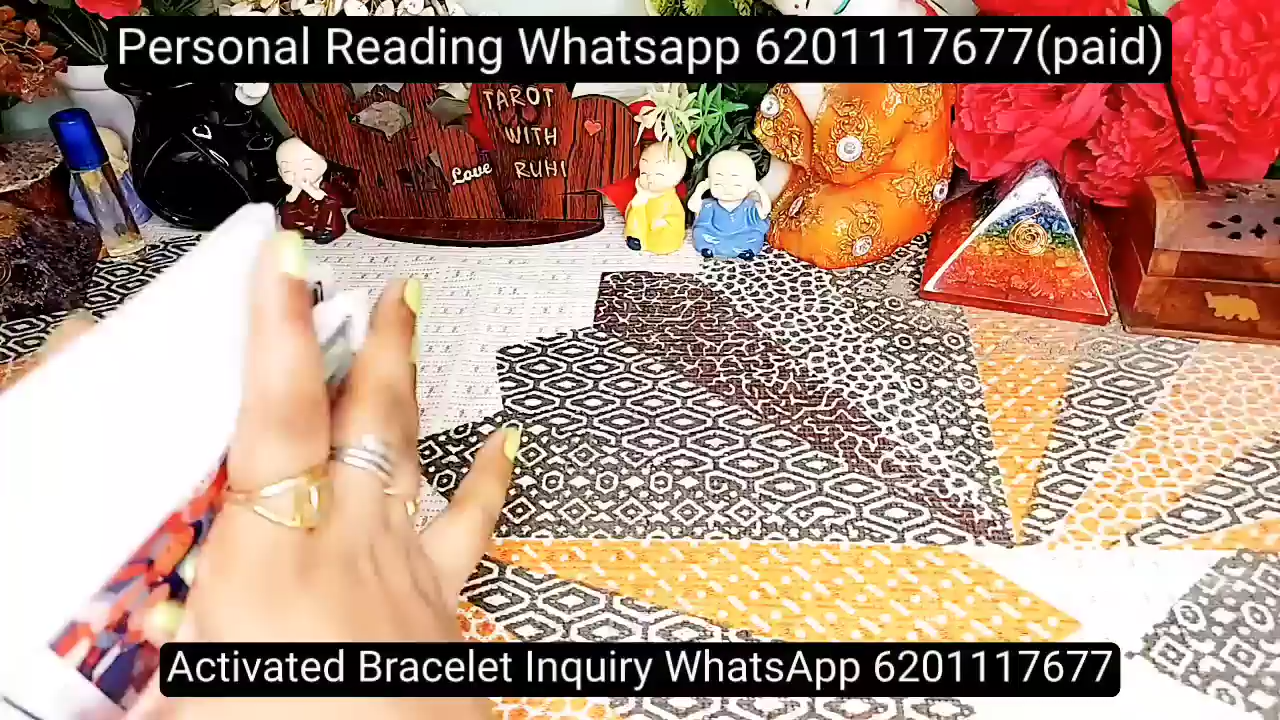 Personal Reading Whatsapp 6201117677(paid)
TAROT
WITH
Love RUHI
Activated Bracelet Inquiry WhatsApp 6201117677